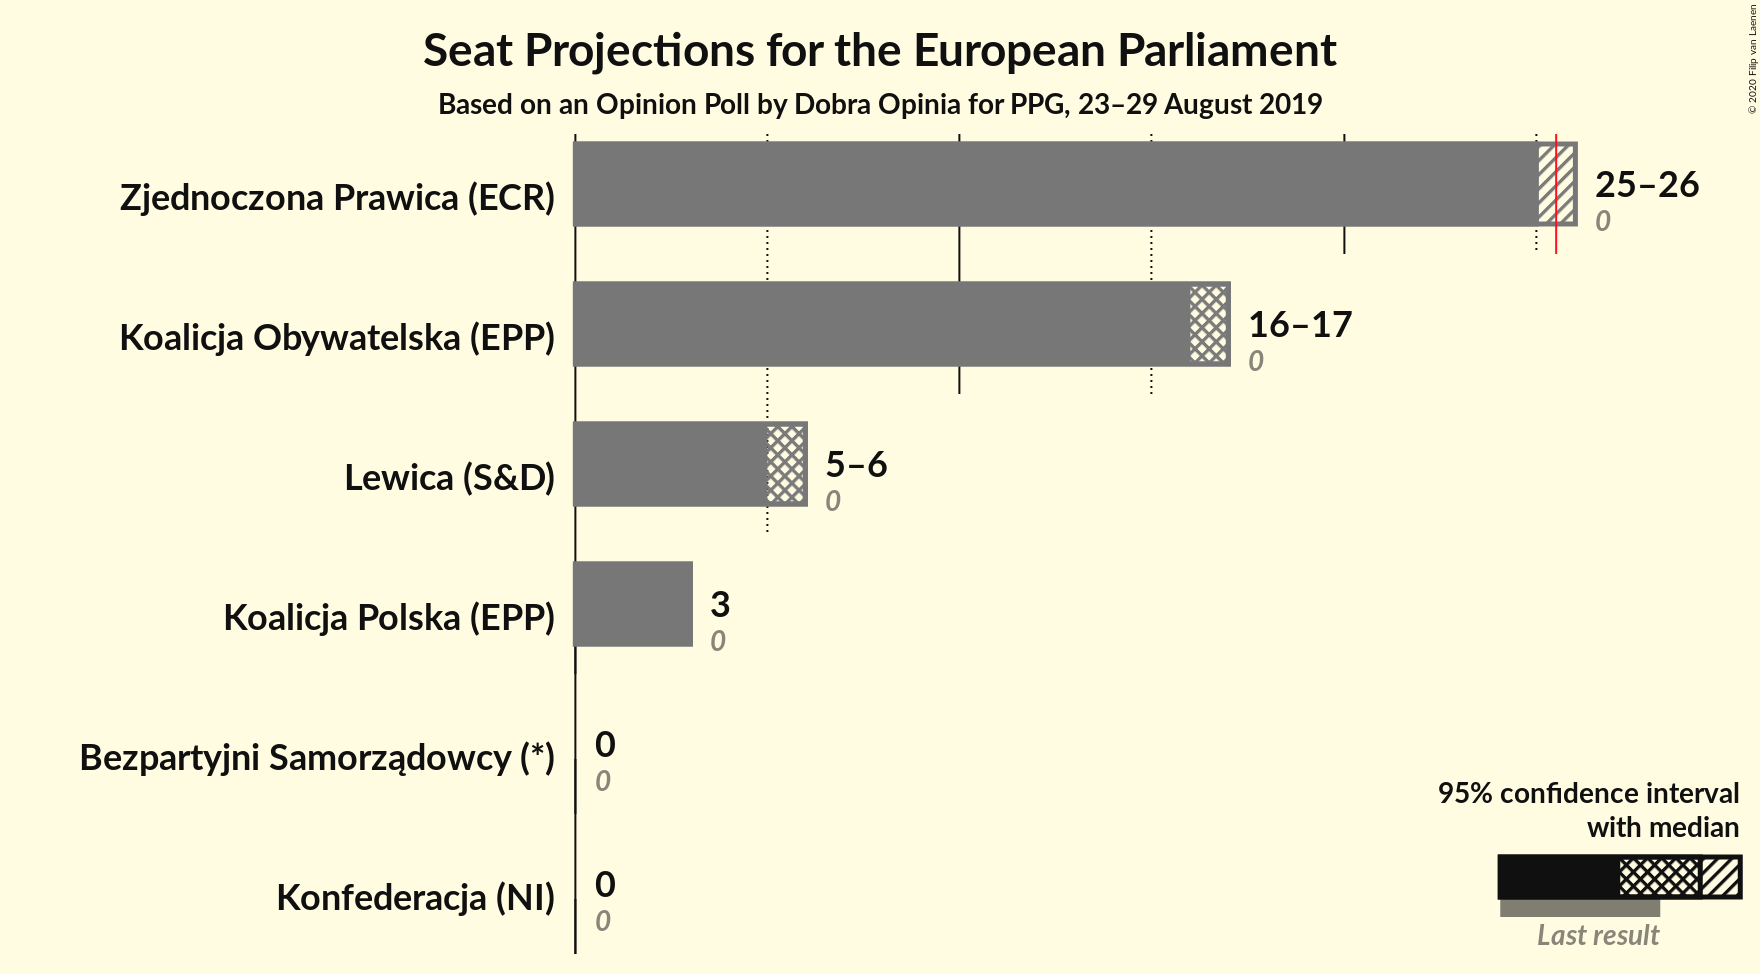 Seat Projections for the European Parliament
Based on an Opinion Poll by Dobra Opinia for PPG, 23–29 August 2019
© 2020 Filip van Laenen
Zjednoczona Prawica (ECR)
25–26
0
Koalicja Obywatelska (EPP)
16–17
0
Lewica (S&D)
5–6
0
Koalicja Polska (EPP)
3
0
Bezpartyjni Samorządowcy (*)
0
0
Konfederacja (NI)
0
0
95% confidence interval
with median
Last result